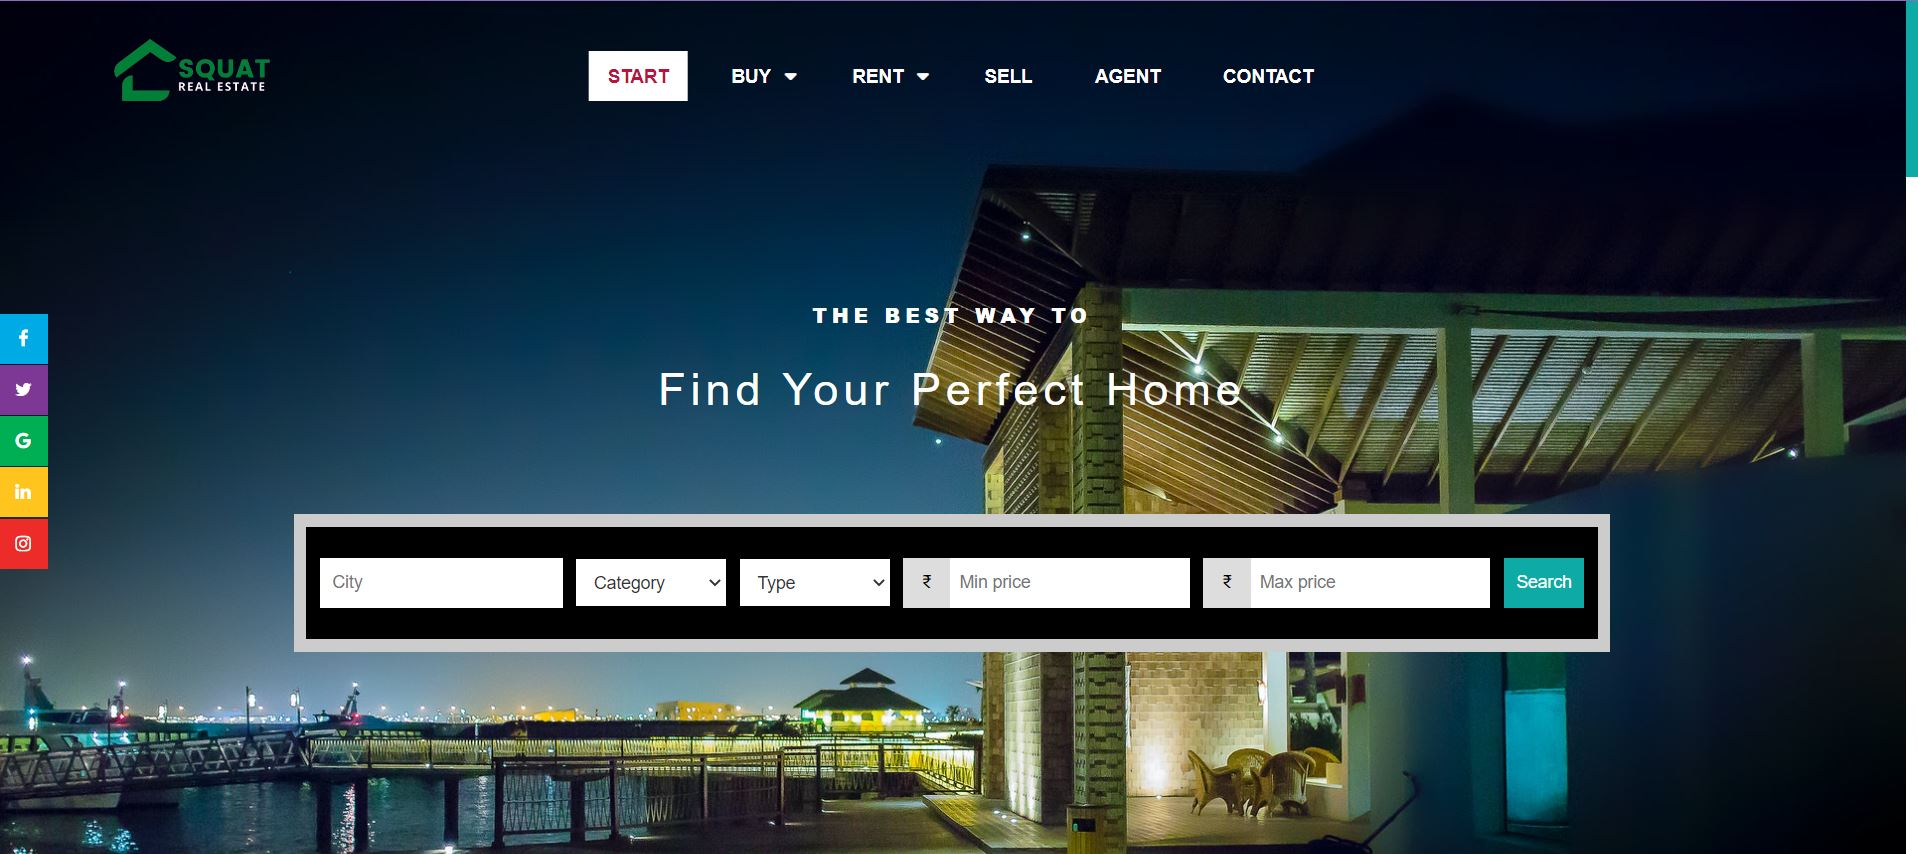 SQUAT
REAL ESTATE
START
BUY
RENT
SELL
AGENT
CONTACT
THE BEST WAY TO
Find Your Perfect Home
City
Category
Type
₹
Min price
₹
Max price
Search